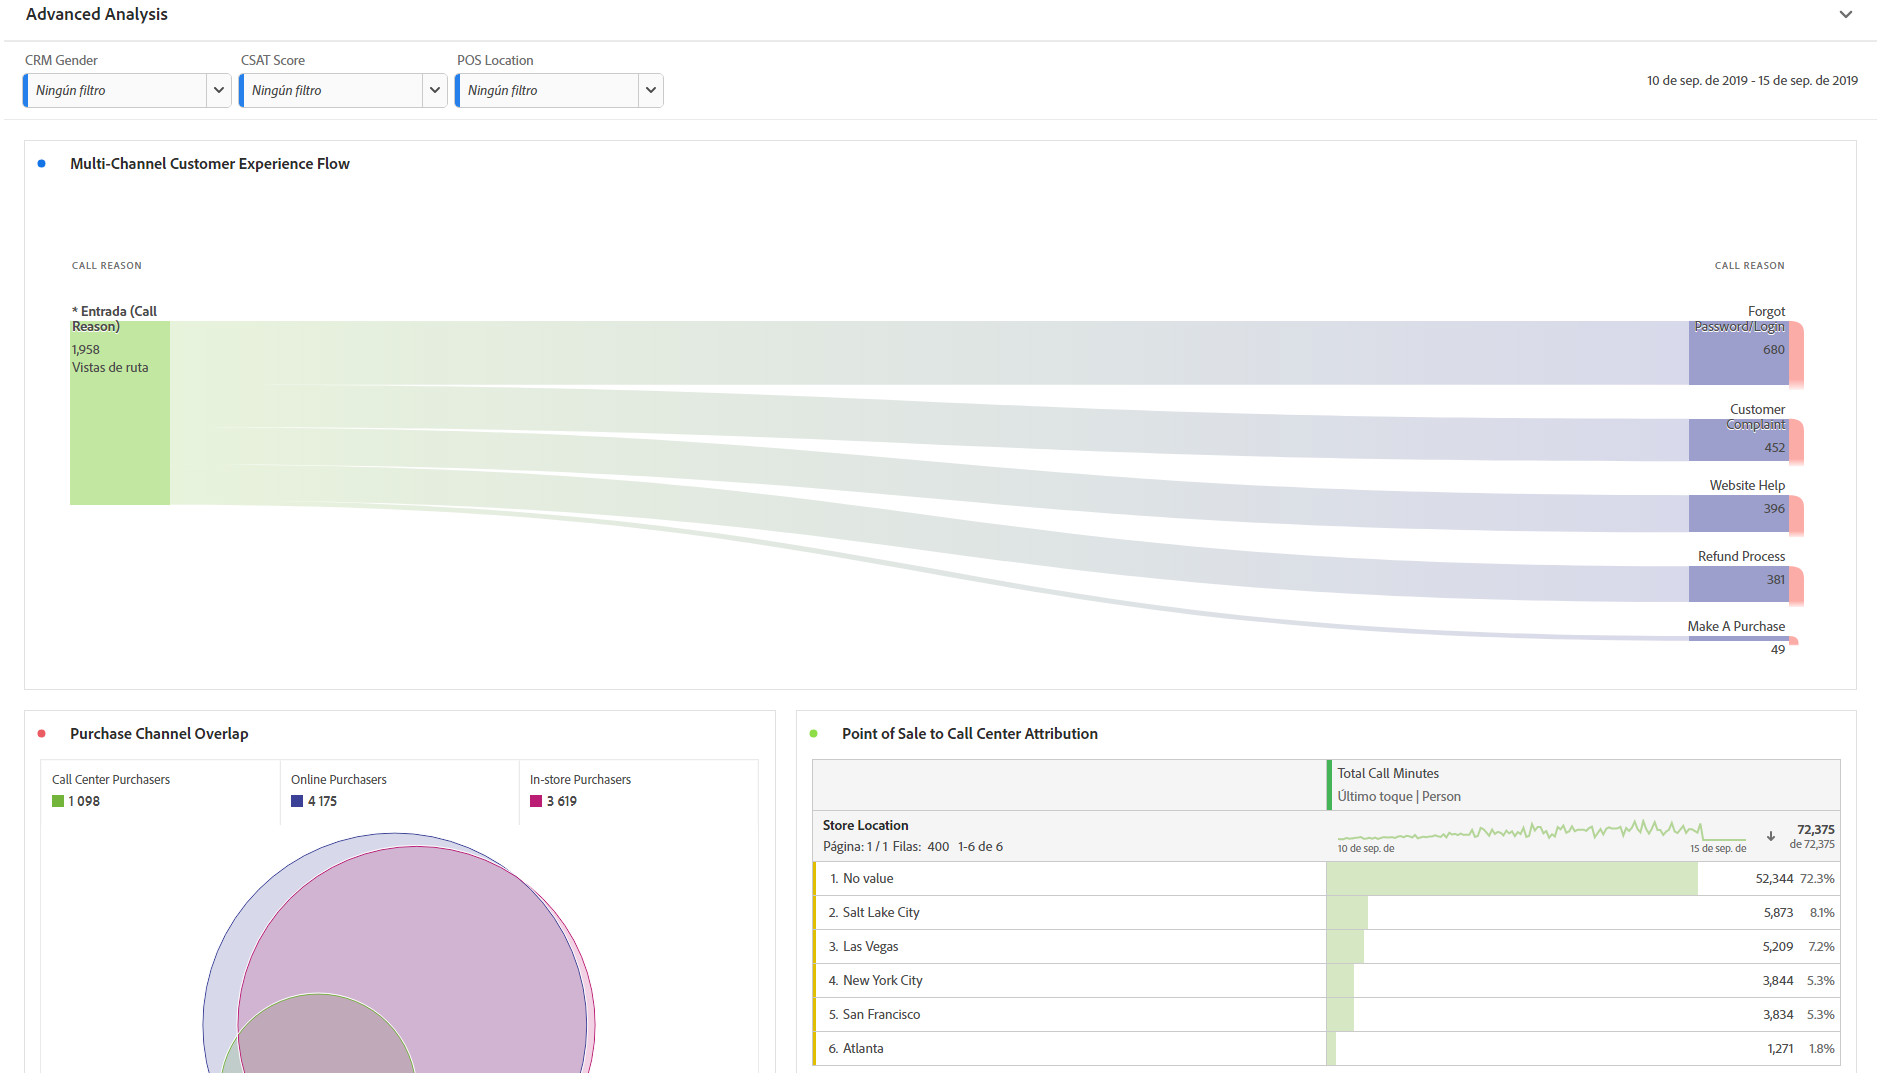 Advanced Analysis
CRM Gender
CSAT Score
POS Location
Ningún filtro
Ningún filtro
Ningún filtro
10 de sep. de 2019 - 15 de sep. de 2019
Multi-Channel Customer Experience Flow
CALL REASON
CALL REASON
* Entrada (Call
Reason)
1,958
Vistas de ruta
Forgot
Password/Login
680
Customer
Complaint
452
Website Help
396
Refund Process
381
Make A Purchase
49
Purchase Channel Overlap
Call Center Purchasers
1 098
Online Purchasers
4 175
In-store Purchasers
3 619
Point of Sale to Call Center Attribution
Total Call Minutes
Último toque | Person
Store Location
Página: 1 / 1 Filas: 400 1-6 de 6
10 de sep. de
15 de sep. de
72,375
de 72,375
1. No value 52,344 72.3%
2. Salt Lake City 5,873 8.1%
3. Las Vegas 5,209 7.2%
4. New York City 3,844 5.3%
5. San Francisco 3,834 5.3%
6. Atlanta 1,271 1.8%